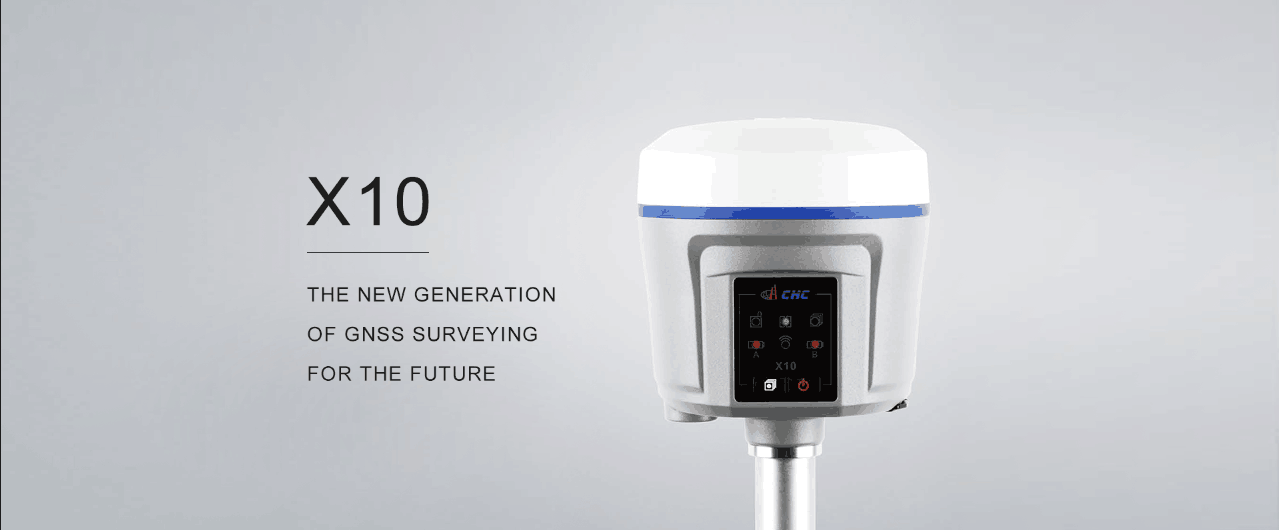 X10
THE NEW GENERATION
OF GNSS SURVEYING
FOR THE FUTURE
CHC
A
B
X10